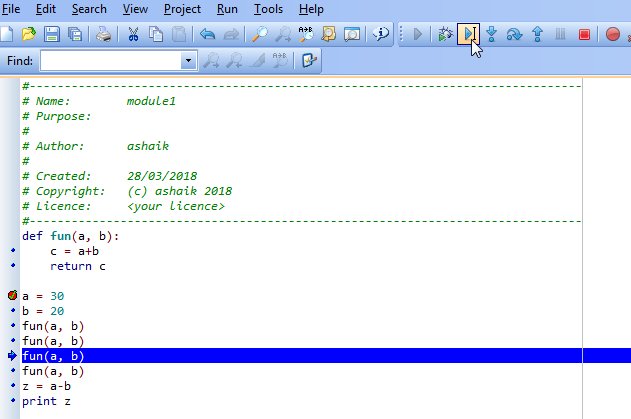 File Edit Search View Project Run Tools Help
A+B
Find:
A+B
#-------------------------------------------------------------------------------
# Name:        module1
# Purpose:
#
# Author:      ashaik
#
# Created:     28/03/2018
# Copyright:   (c) ashaik 2018
# Licence:     <your licence>
#-------------------------------------------------------------------------------
def fun(a, b):
    c = a+b
    return c
a = 30
b = 20
fun(a, b)
fun(a, b)
fun(a, b)
fun(a, b)
z = a-b
print z